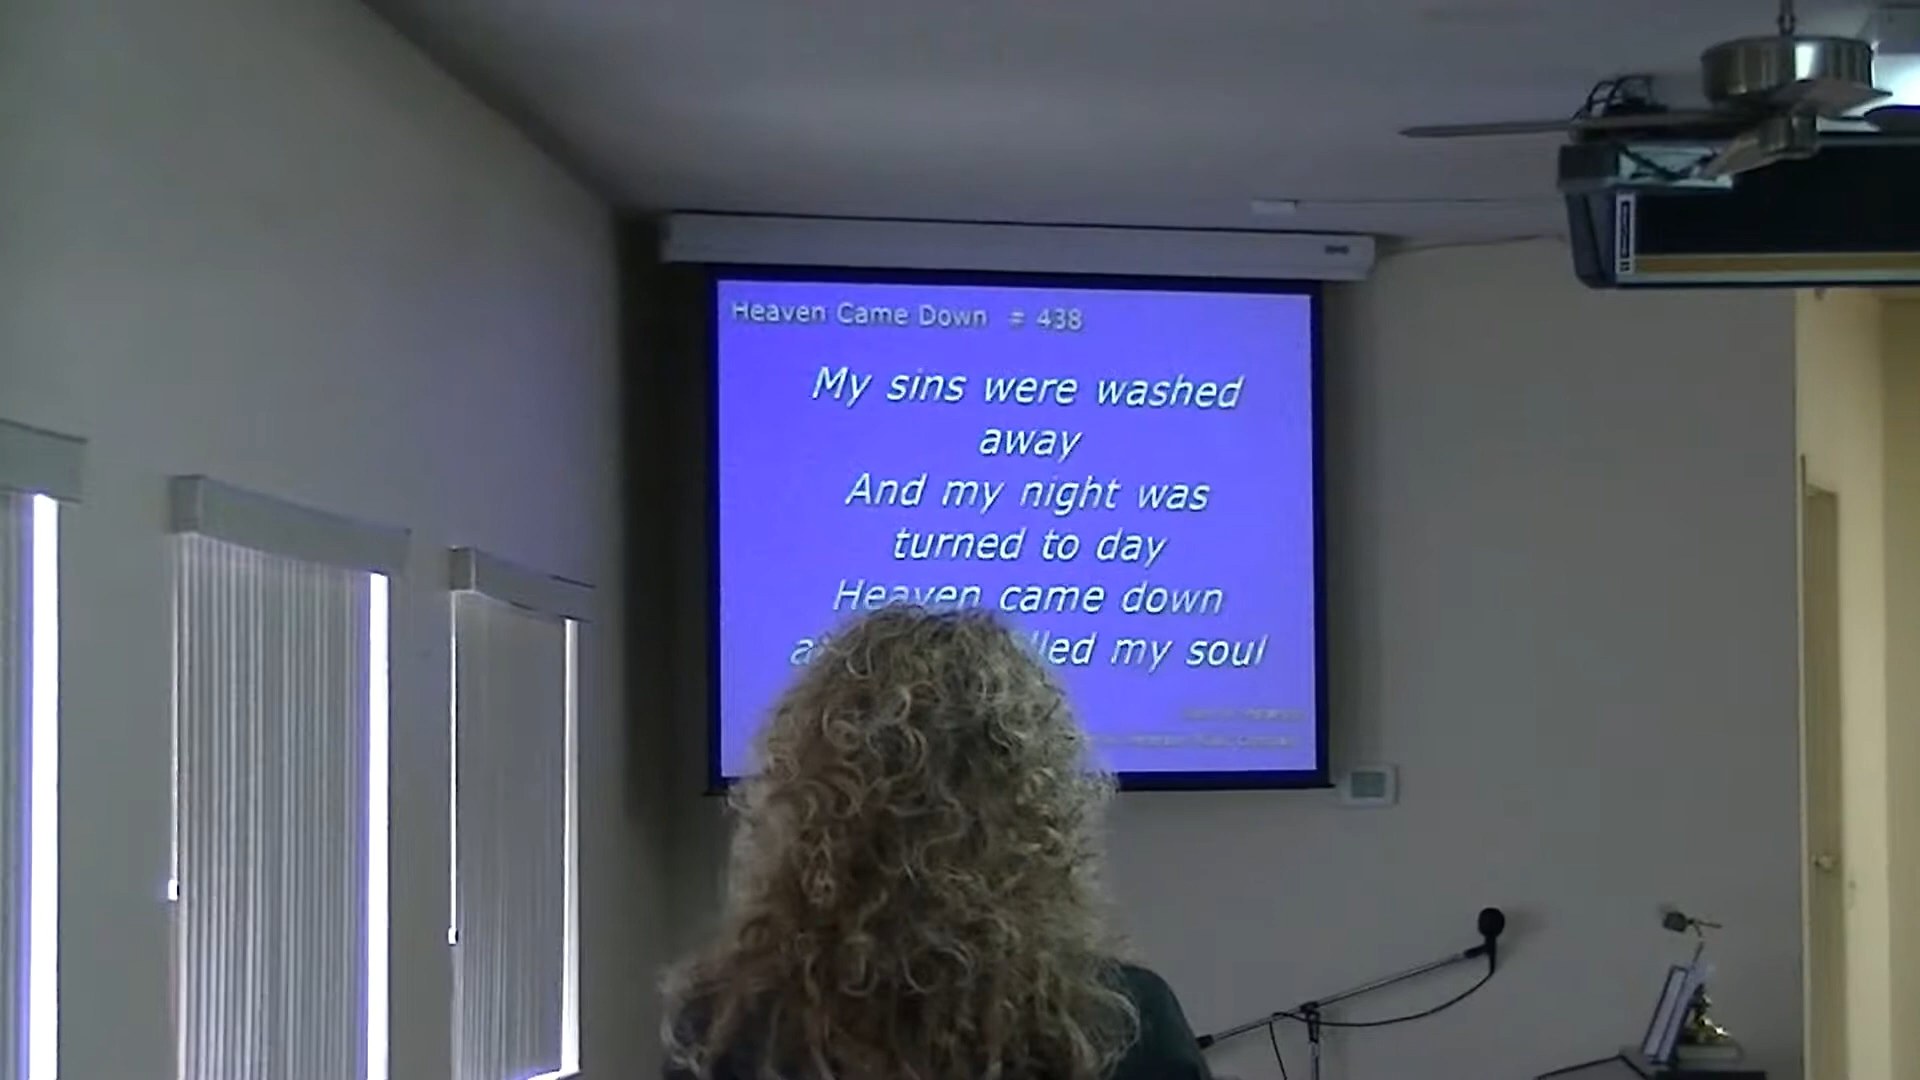 Heaven Came Down # 438
My sins were washed
away
And my night was
turned to day
Heaven came down
my soul